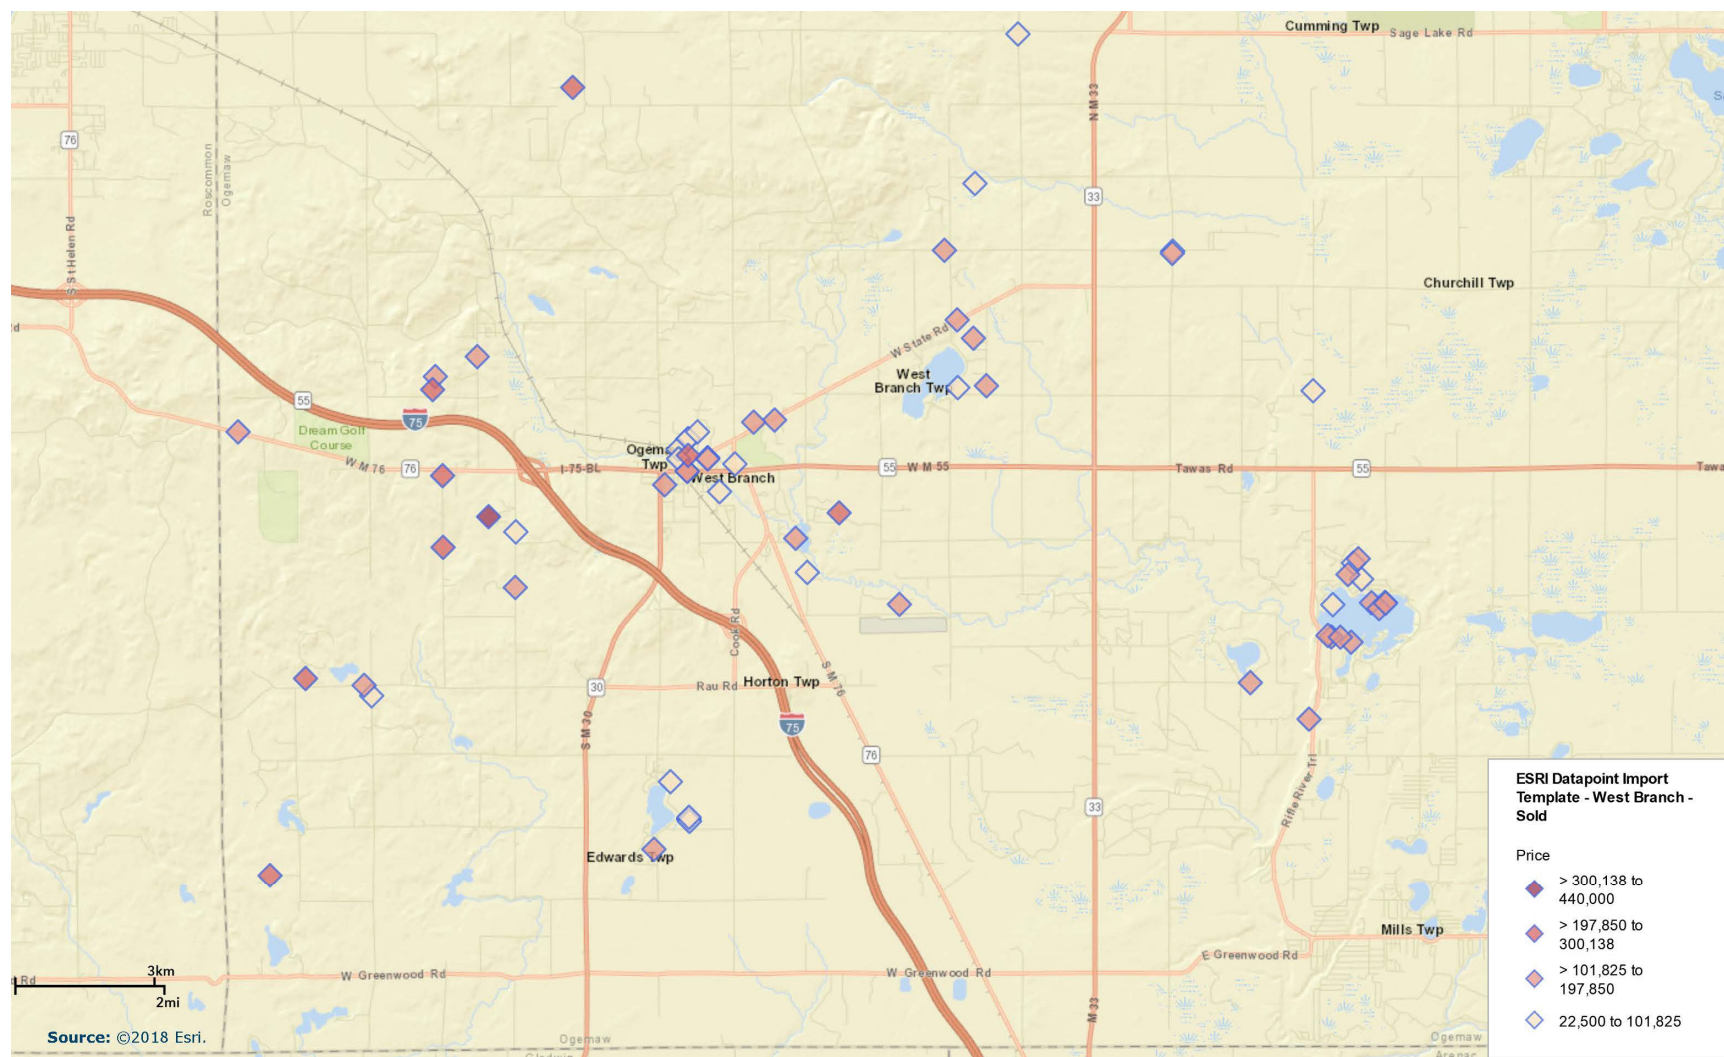 Cumming Twp
Sage Lake Rd
N M 33
76
Roscommon
Ogemaw
33
S St Helen Rd
Churchill Twp
W State Rd
West
Branch Twp
55
75
Dream Golf
Course
W M 76
76
I-75-BL
Ogema
Twp
West Branch
55
W M 55
Tawas Rd
55
Tawa
Cook Rd
S M 76
30
Rau Rd
Horton Twp
S M 30
75
76
33
Rifle River Trl
Edwards Twp
Mills Twp
E Greenwood Rd
Rd
W Greenwood Rd
W Greenwood Rd
M 33
3km
2mi
Source: ©2018 Esri.
Ogemaw
Gladwin
Ogemaw
Arenac
ESRI Datapoint Import
Template - West Branch -
Sold
Price
> 300,138 to
440,000
> 197,850 to
300,138
> 101,825 to
197,850
22,500 to 101,825